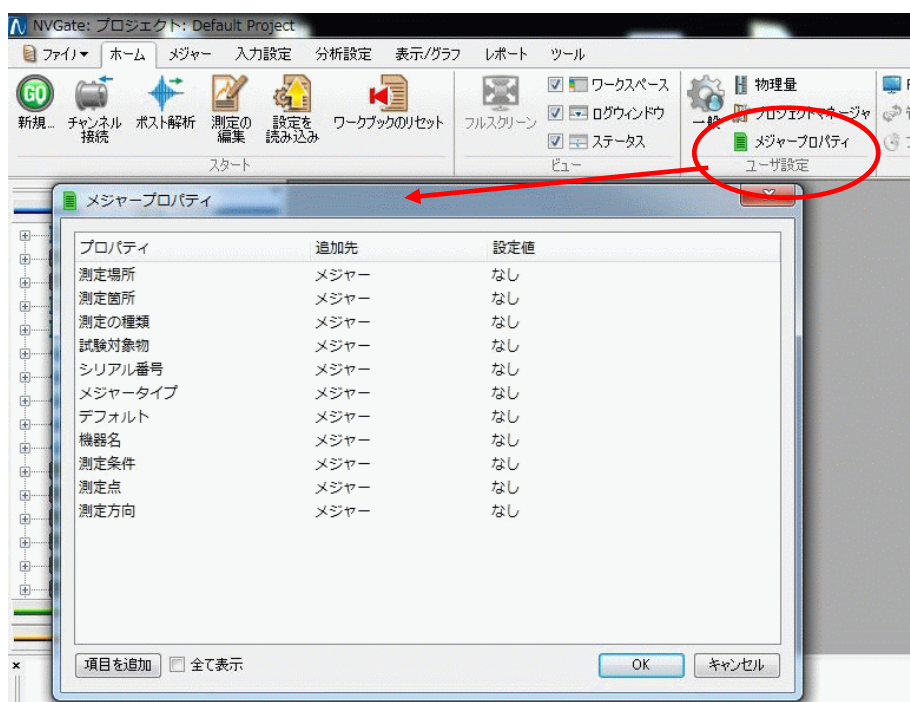 NVGate: プロジェクト: Default Project
ファイル ホーム メジャー 入力設定 分析設定 表示/グラフ レポート ツール
GO
新規... チャンネル接続 ポスト解析 測定の編集 設定を読み込み ワークブックのリセット
スタート
フルスクリーン
ワークスペース
ログウィンドウ
ステータス
ビュー
一般
物理量
プロジェクトマネージャ
メジャープロパティ
ユーザ設定
メジャープロパティ
プロパティ 追加先 設定値
測定場所 メジャー なし
測定箇所 メジャー なし
測定の種類 メジャー なし
試験対象物 メジャー なし
シリアル番号 メジャー なし
メジャータイプ メジャー なし
デフォルト メジャー なし
機器名 メジャー なし
測定条件 メジャー なし
測定点 メジャー なし
測定方向 メジャー なし
項目を追加 全て表示 OK キャンセル